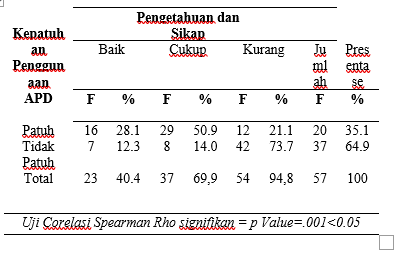 Pengetahuan dan
Sikap
Kepatuh
an
Penggun
aan
APD
Baik Cukup Kurang Ju
ml
ah Pres
enta
se
F % F % F % F %
Patuh 16 28.1 29 50.9 12 21.1 20 35.1
Tidak 7 12.3 8 14.0 42 73.7 37 64.9
Patuh
Total 23 40.4 37 69,9 54 94,8 57 100
Uji Corelasi Spearman Rho signifikan = p Value=.001<0.05